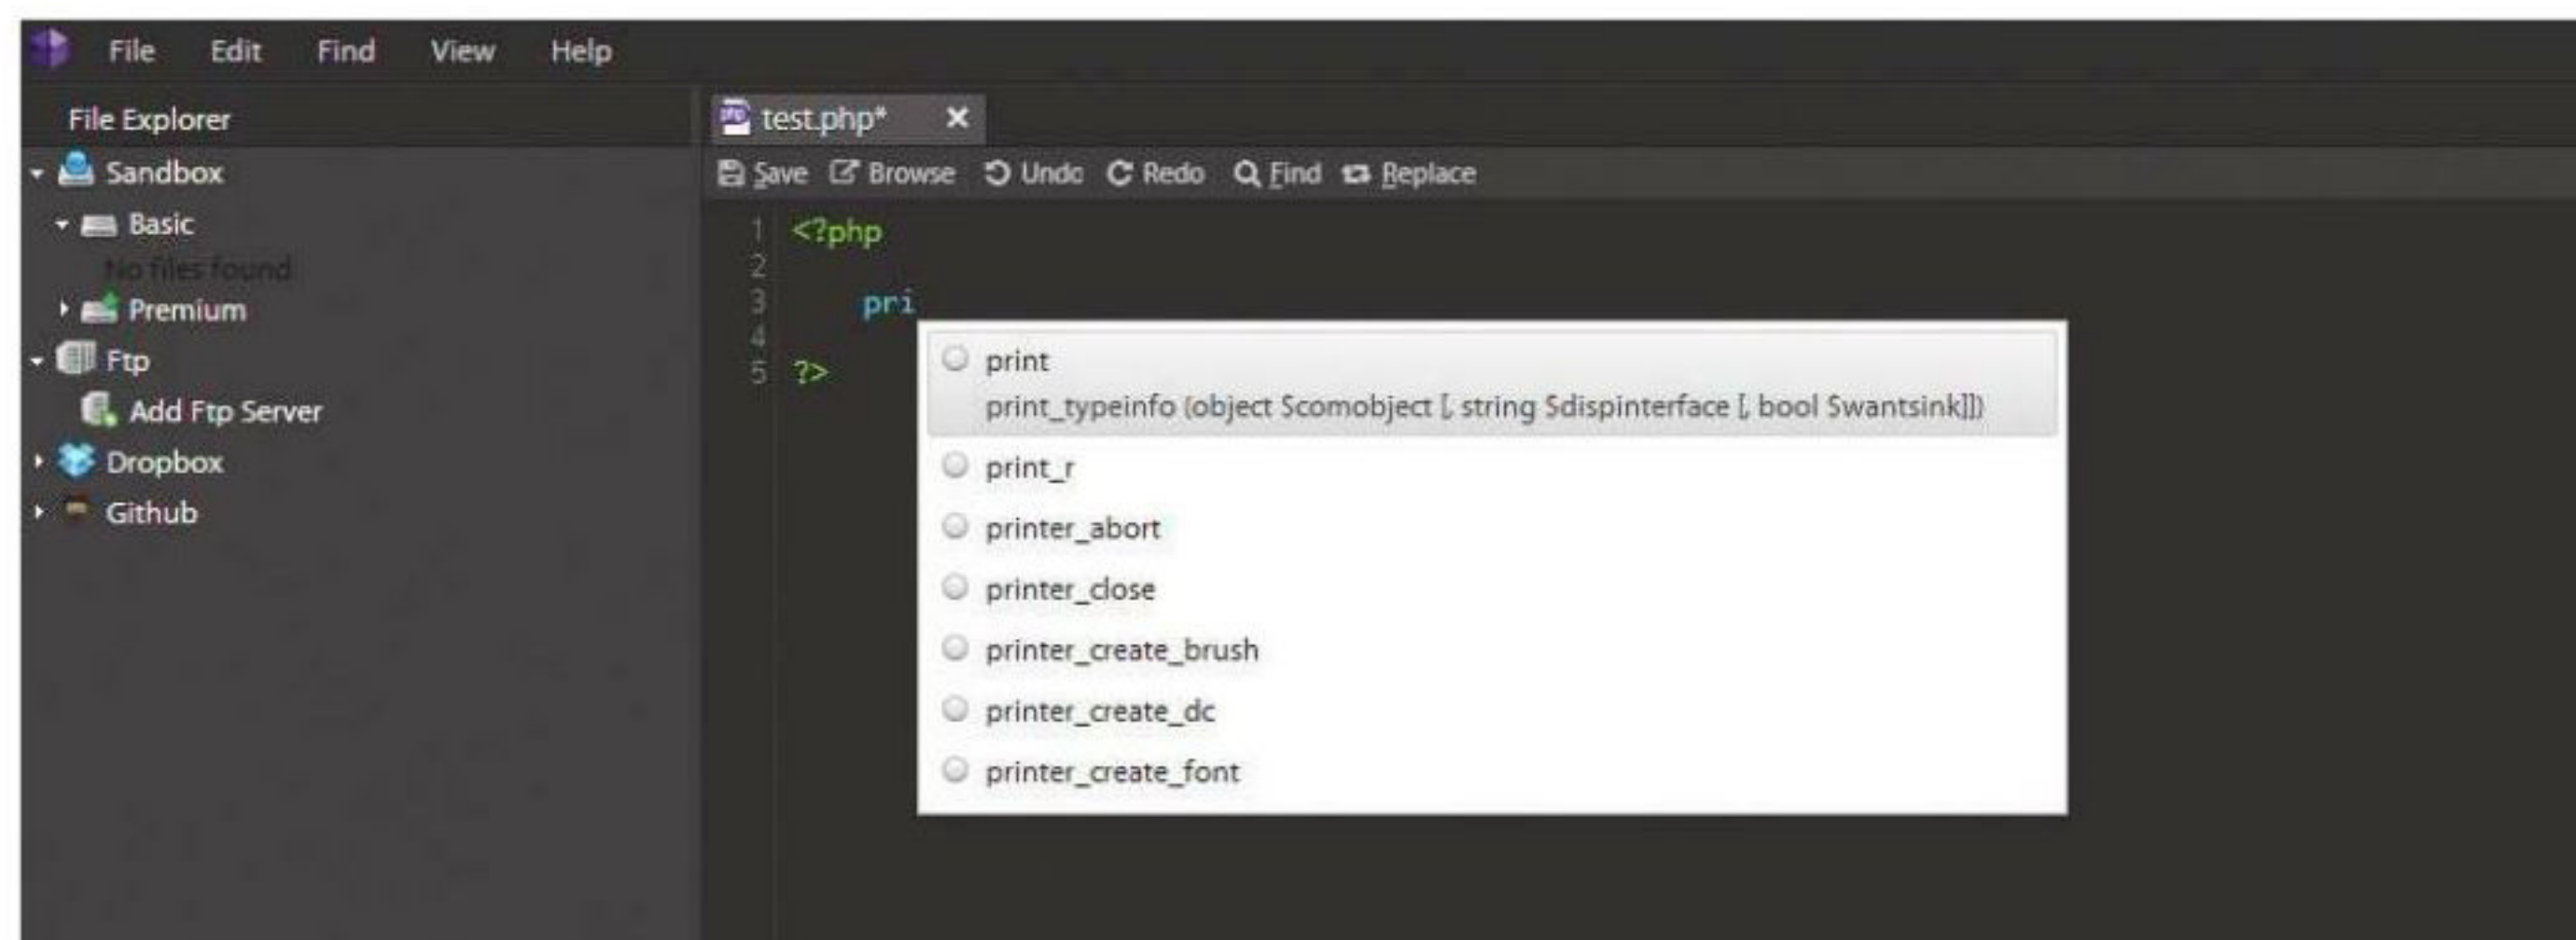 File Edit Find View Help
File Explorer
Sandbox
Basic
No files found
Premium
Ftp
Add Ftp Server
Dropbox
Github
test.php* ×
Save Browse Undo Redo Find Replace
1 <?php
2
3 pri
4
5 ?>
print
print_typeinfo (object $comobject [, string $dispinterface [, bool $wantsink]])
print_r
printer_abort
printer_close
printer_create_brush
printer_create_dc
printer_create_font